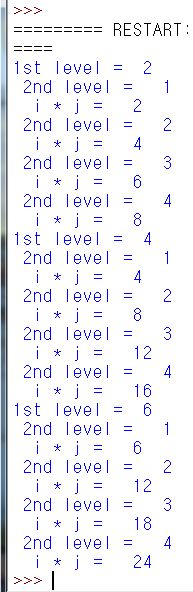 >>>
========= RESTART:
====
1st level =  2
 2nd level =   1
  i * j =   2
 2nd level =   2
  i * j =   4
 2nd level =   3
  i * j =   6
 2nd level =   4
  i * j =   8
1st level =  4
 2nd level =   1
  i * j =   4
 2nd level =   2
  i * j =   8
 2nd level =   3
  i * j =   12
 2nd level =   4
  i * j =   16
1st level =  6
 2nd level =   1
  i * j =   6
 2nd level =   2
  i * j =   12
 2nd level =   3
  i * j =   18
 2nd level =   4
  i * j =   24
>>>